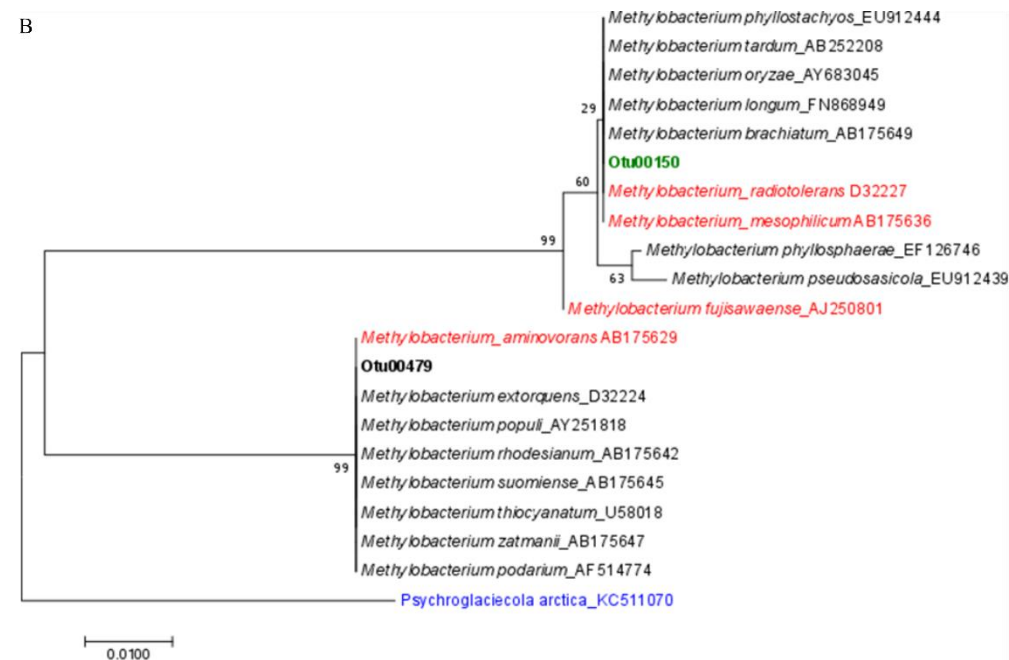 B
Methylobacterium phyllostachyos_EU912444
Methylobacterium tardum_AB252208
Methylobacterium oryzae_AY683045
Methylobacterium longum_FN868949
29
Methylobacterium brachiatum_AB175649
Otu00150
60
Methylobacterium_radiotolerans D32227
Methylobacterium_mesophilicum AB175636
99
Methylobacterium phyllosphaerae_EF126746
63
Methylobacterium pseudosasicola_EU912439
Methylobacterium fujisawaense_AJ250801
Methylobacterium_aminovorans AB175629
Otu00479
Methylobacterium extorquens_D32224
Methylobacterium populi_AY251818
Methylobacterium rhodesianum_AB175642
99
Methylobacterium suomiense_AB175645
Methylobacterium thiocyanatum_U58018
Methylobacterium zatmanii_AB175647
Methylobacterium podarium_AF514774
Psychroglaciecola arctica_KC511070
0.0100